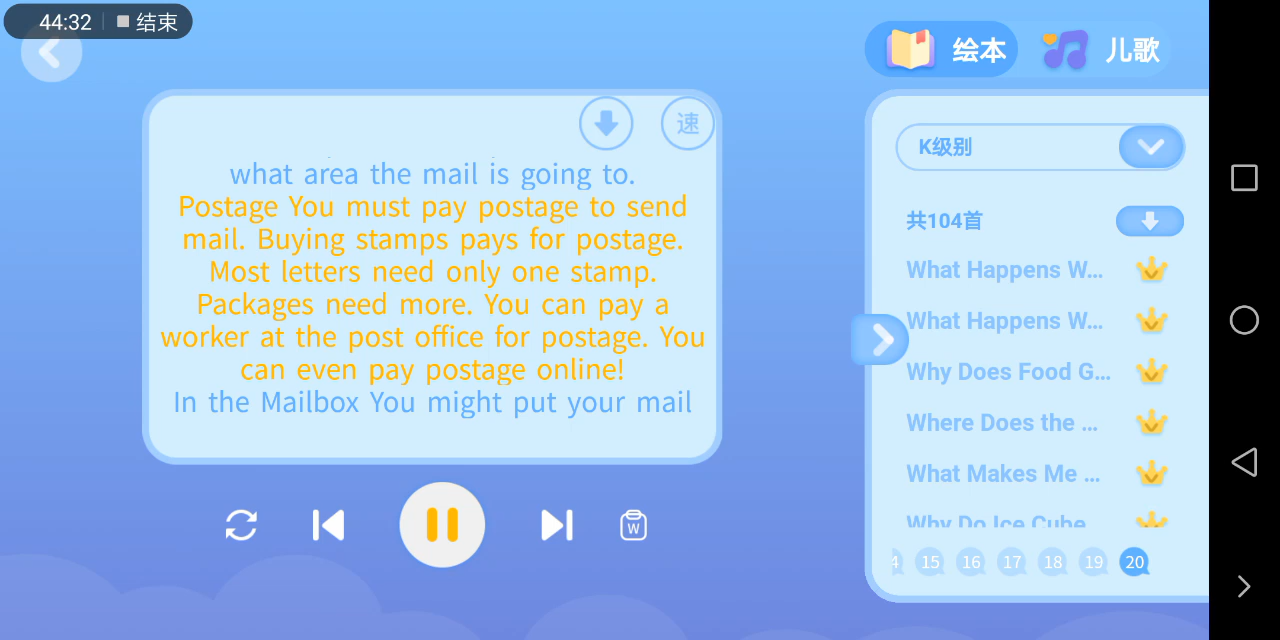 44:32 结束
绘本
儿歌
速
what area the mail is going to.
Postage You must pay postage to send
mail. Buying stamps pays for postage.
Most letters need only one stamp.
Packages need more. You can pay a
worker at the post office for postage. You
can even pay postage online!
In the Mailbox You might put your mail
W
K级别
共104首
What Happens W...
What Happens W...
Why Does Food G...
Where Does the ...
What Makes Me ...
Why Do Ice Cube
15 16 17 18 19 20